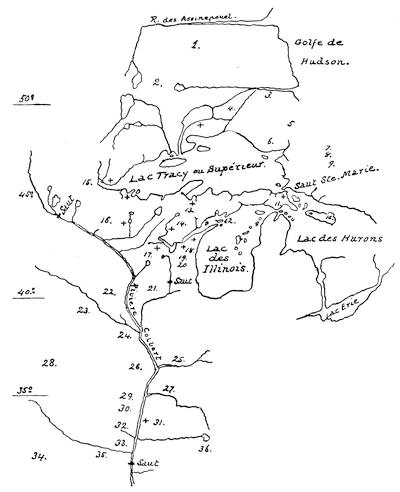 R. des Assinepouel.
1.
Golfe de
Hudson.
2.
3.
50°
4.
5.
6.
7.
8.
9.
Lac Tracy ou Bupérieur.
Saut Ste. Marie.
15.
45°
Saut
11.
10.
16.
13.
14.
12.
Lac des Hurons
Lac
des
Illinois.
17.
18.
19.
20.
21.
Saut
22.
40°
23.
Rivière Colbert
Lac Erie
24.
25.
26.
28.
35°
27.
29.
30.
31.
32.
33.
34.
35.
36.
Saut